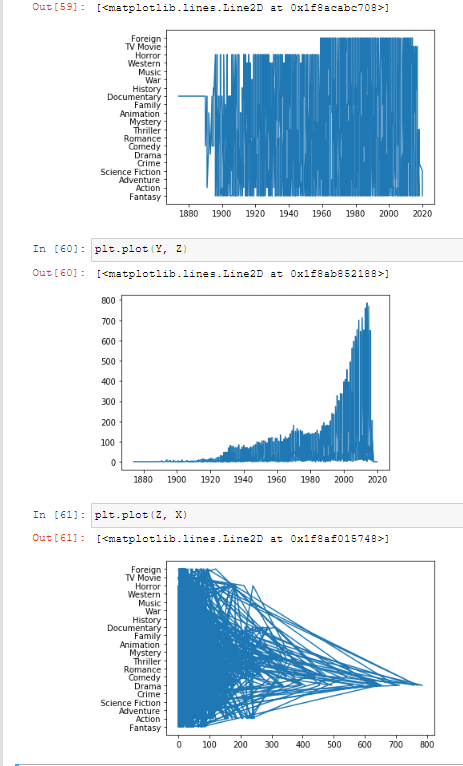 Out[59]: [<matplotlib.lines.Line2D at 0x1f8acabc708>]
Foreign
TV Movie
Horror
Western
Music
War
History
Documentary
Family
Animation
Mystery
Thriller
Romance
Comedy
Drama
Crime
Science Fiction
Adventure
Action
Fantasy
1880 1900 1920 1940 1960 1980 2000 2020
In [60]: plt.plot(Y, Z)
Out[60]: [<matplotlib.lines.Line2D at 0x1f8ab852188>]
800
700
600
500
400
300
200
100
0
1880 1900 1920 1940 1960 1980 2000 2020
In [61]: plt.plot(Z, X)
Out[61]: [<matplotlib.lines.Line2D at 0x1f8af015748>]
Foreign
TV Movie
Horror
Western
Music
War
History
Documentary
Family
Animation
Mystery
Thriller
Romance
Comedy
Drama
Crime
Science Fiction
Adventure
Action
Fantasy
0 100 200 300 400 500 600 700 800